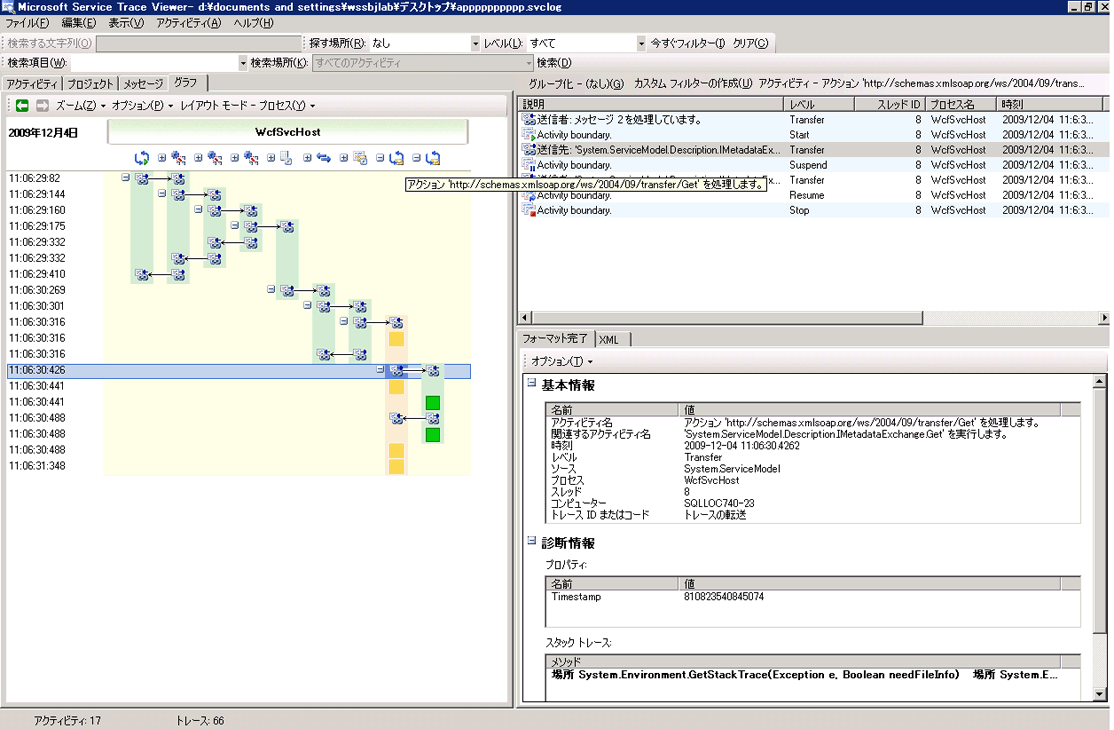 Microsoft Service Trace Viewer- d:¥documents and settings¥wssbjlab¥デスクトップ¥apppppppppp.svclog
ファイル(F) 編集(E) 表示(V) アクティビティ(A) ヘルプ(H)
検索する文字列(O) 探す場所(R): なし レベル(L): すべて 今すぐフィルター(I) クリア(C)
検索項目(W): 検索場所(K): すべてのアクティビティ 検索(D)
アクティビティ プロジェクト メッセージ グラフ
ズーム(Z) オプション(P) レイアウト モード - プロセス(Y)
2009年12月4日 WcfSvcHost
11:06:29:82
11:06:29:144
11:06:29:160
11:06:29:175
11:06:29:332
11:06:29:332
11:06:29:410
11:06:30:269
11:06:30:301
11:06:30:316
11:06:30:316
11:06:30:316
11:06:30:426
11:06:30:441
11:06:30:441
11:06:30:488
11:06:30:488
11:06:30:488
11:06:31:348
グループ化 - (なし)(G) カスタム フィルターの作成(U) アクティビティ - アクション 'http://schemas.xmlsoap.org/ws/2004/09/trans...
説明 レベル スレッド ID プロセス名 時刻
送信者: メッセージ 2 を処理しています。 Transfer 8 WcfSvcHost 2009/12/04 11:6:3...
Activity boundary. Start 8 WcfSvcHost 2009/12/04 11:6:3...
送信先: 'System.ServiceModel.Description.IMetadataEx... Transfer 8 WcfSvcHost 2009/12/04 11:6:3...
Activity boundary. Suspend 8 WcfSvcHost 2009/12/04 11:6:3...
Transfer 8 WcfSvcHost 2009/12/04 11:6:3...
アクション 'http://schemas.xmlsoap.org/ws/2004/09/transfer/Get' を処理します。
Activity boundary. Resume 8 WcfSvcHost 2009/12/04 11:6:3...
Activity boundary. Stop 8 WcfSvcHost 2009/12/04 11:6:3...
フォーマット完了 XML
オプション(T)
基本情報
名前 値
アクティビティ名 アクション 'http://schemas.xmlsoap.org/ws/2004/09/transfer/Get' を処理します。
関連するアクティビティ名 'System.ServiceModel.Description.IMetadataExchange.Get' を実行します。
時刻 2009-12-04 11:06:30.4262
レベル Transfer
ソース System.ServiceModel
プロセス WcfSvcHost
スレッド 8
コンピューター SQLLOC740-23
トレース ID またはコード トレースの転送
診断情報
プロパティ:
名前 値
Timestamp 810823540845074
スタック トレース:
メソッド
場所 System.Environment.GetStackTrace(Exception e, Boolean needFileInfo) 場所 System.E...
アクティビティ: 17 トレース: 66